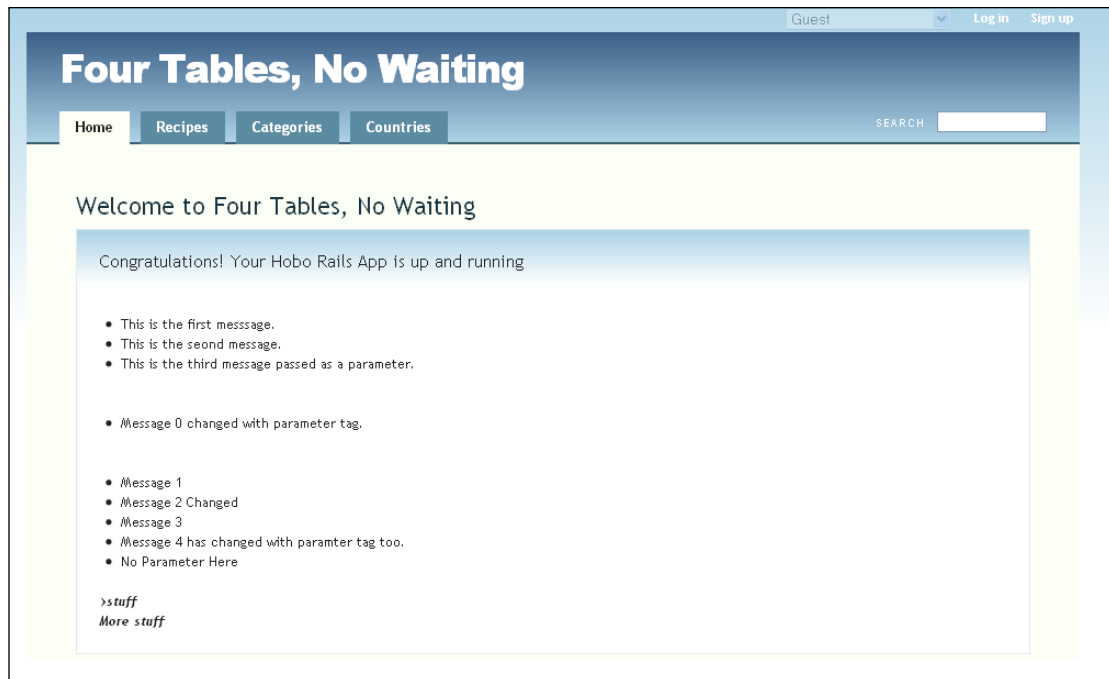 Guest
Log in Sign up
Four Tables, No Waiting
Home Recipes Categories Countries SEARCH
Welcome to Four Tables, No Waiting
Congratulations! Your Hobo Rails App is up and running
• This is the first messsage.
• This is the seond message.
• This is the third message passed as a parameter.
• Message 0 changed with parameter tag.
• Message 1
• Message 2 Changed
• Message 3
• Message 4 has changed with paramter tag too.
• No Parameter Here
>stuff
More stuff